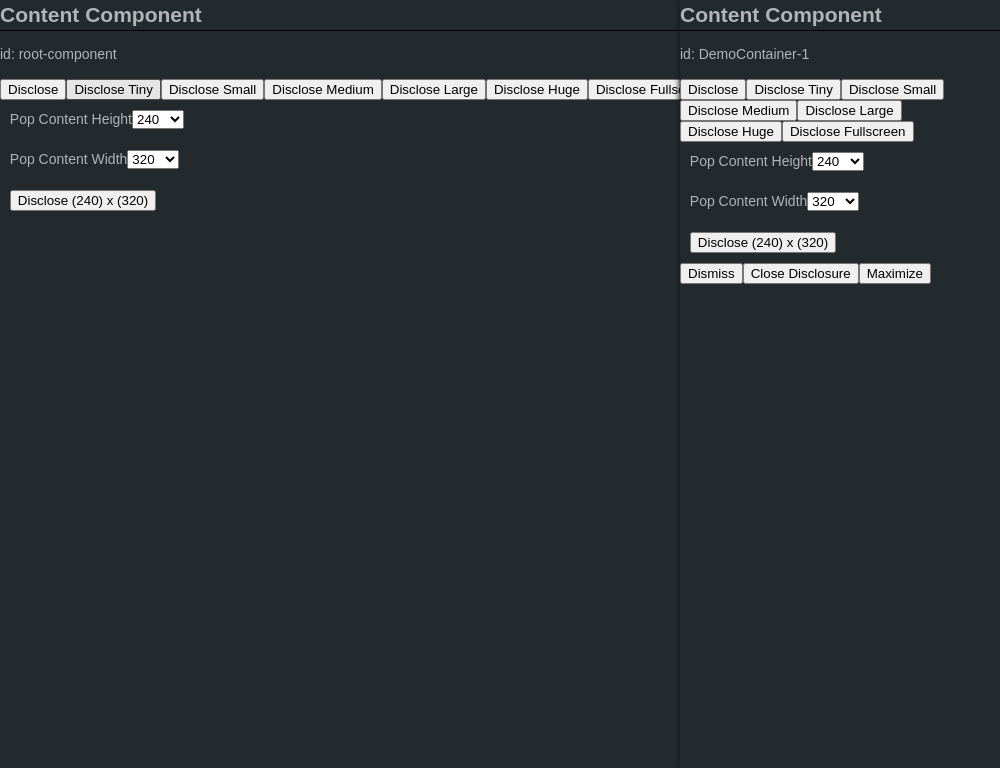 Content Component
id: root-component
Disclose Disclose Tiny Disclose Small Disclose Medium Disclose Large Disclose Huge Disclose
Pop Content Height 240
Pop Content Width 320
Disclose (240) x (320)
Content Component
id: DemoContainer-1
Disclose Disclose Tiny Disclose Small
Disclose Medium Disclose Large
Disclose Huge Disclose Fullscreen
Pop Content Height 240
Pop Content Width 320
Disclose (240) x (320)
Dismiss Close Disclosure Maximize